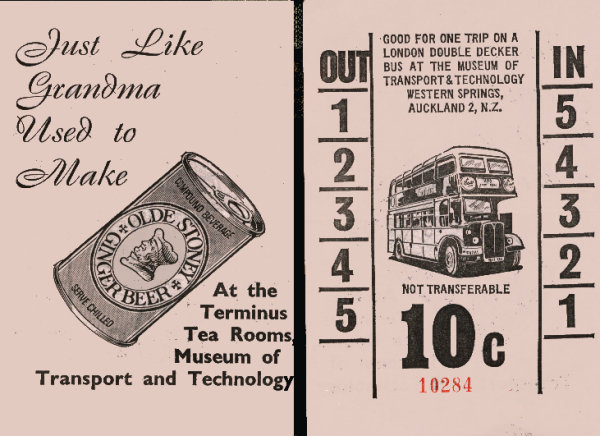 Just Like
Grandma
Used to
Make
COMPOUND BEVERAGE
OLDE STONEY
GINGER BEER
SERVE CHILLED
At the
Terminus
Tea Rooms,
Museum of
Transport and Technology
OUT
1
2
3
4
5
GOOD FOR ONE TRIP ON A
LONDON DOUBLE DECKER
BUS AT THE MUSEUM OF
TRANSPORT & TECHNOLOGY
WESTERN SPRINGS,
AUCKLAND 2, N.Z.
NOT TRANSFERABLE
10c
10284
IN
5
4
3
2
1